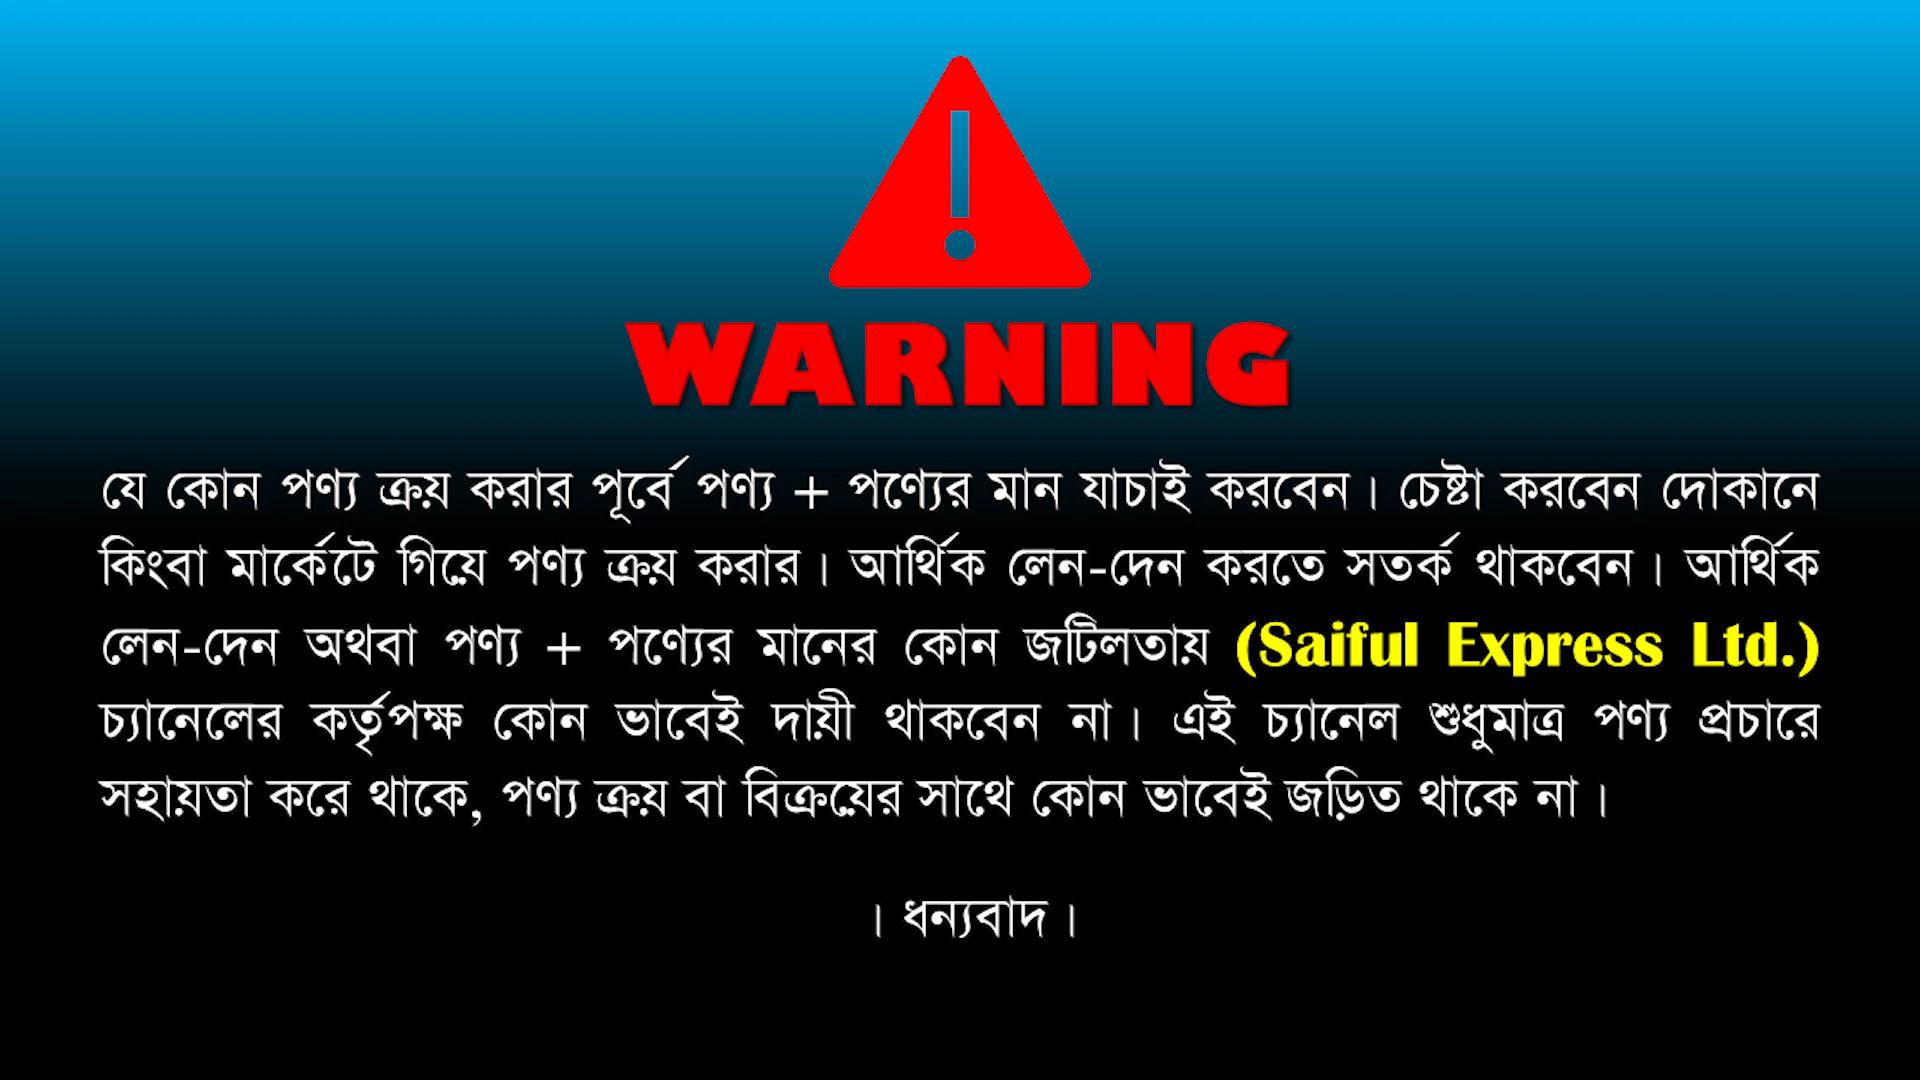 WARNING
যে কোন পণ্য ক্রয় করার পূর্বে পণ্য + পণ্যের মান যাচাই করবেন। চেষ্টা করবেন দোকানে
কিংবা মার্কেটে গিয়ে পণ্য ক্রয় করার। আর্থিক লেন-দেন করতে সতর্ক থাকবেন। আর্থিক
লেন-দেন অথবা পণ্য + পণ্যের মানের কোন জটিলতায় (Saiful Express Ltd.)
চ্যানেলের কর্তৃপক্ষ কোন ভাবেই দায়ী থাকবেন না। এই চ্যানেল শুধুমাত্র পণ্য প্রচারে
সহায়তা করে থাকে, পণ্য ক্রয় বা বিক্রয়ের সাথে কোন ভাবেই জড়িত থাকে না।
। ধন্যবাদ ।